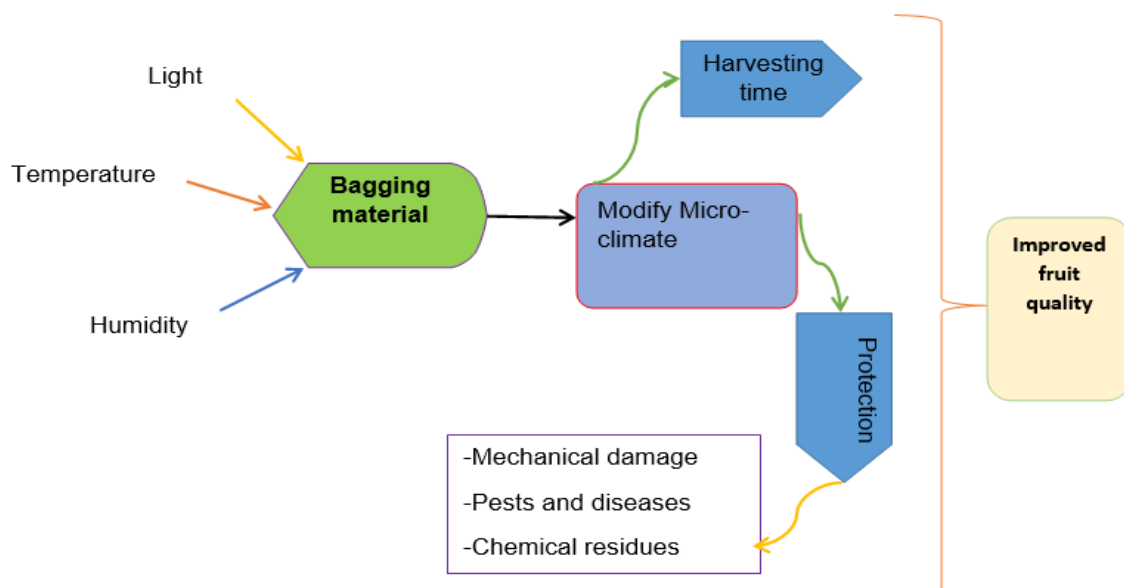 Light
Temperature
Humidity
Bagging
material
Modify Micro-
climate
Harvesting
time
Protection
-Mechanical damage
-Pests and diseases
-Chemical residues
Improved
fruit
quality